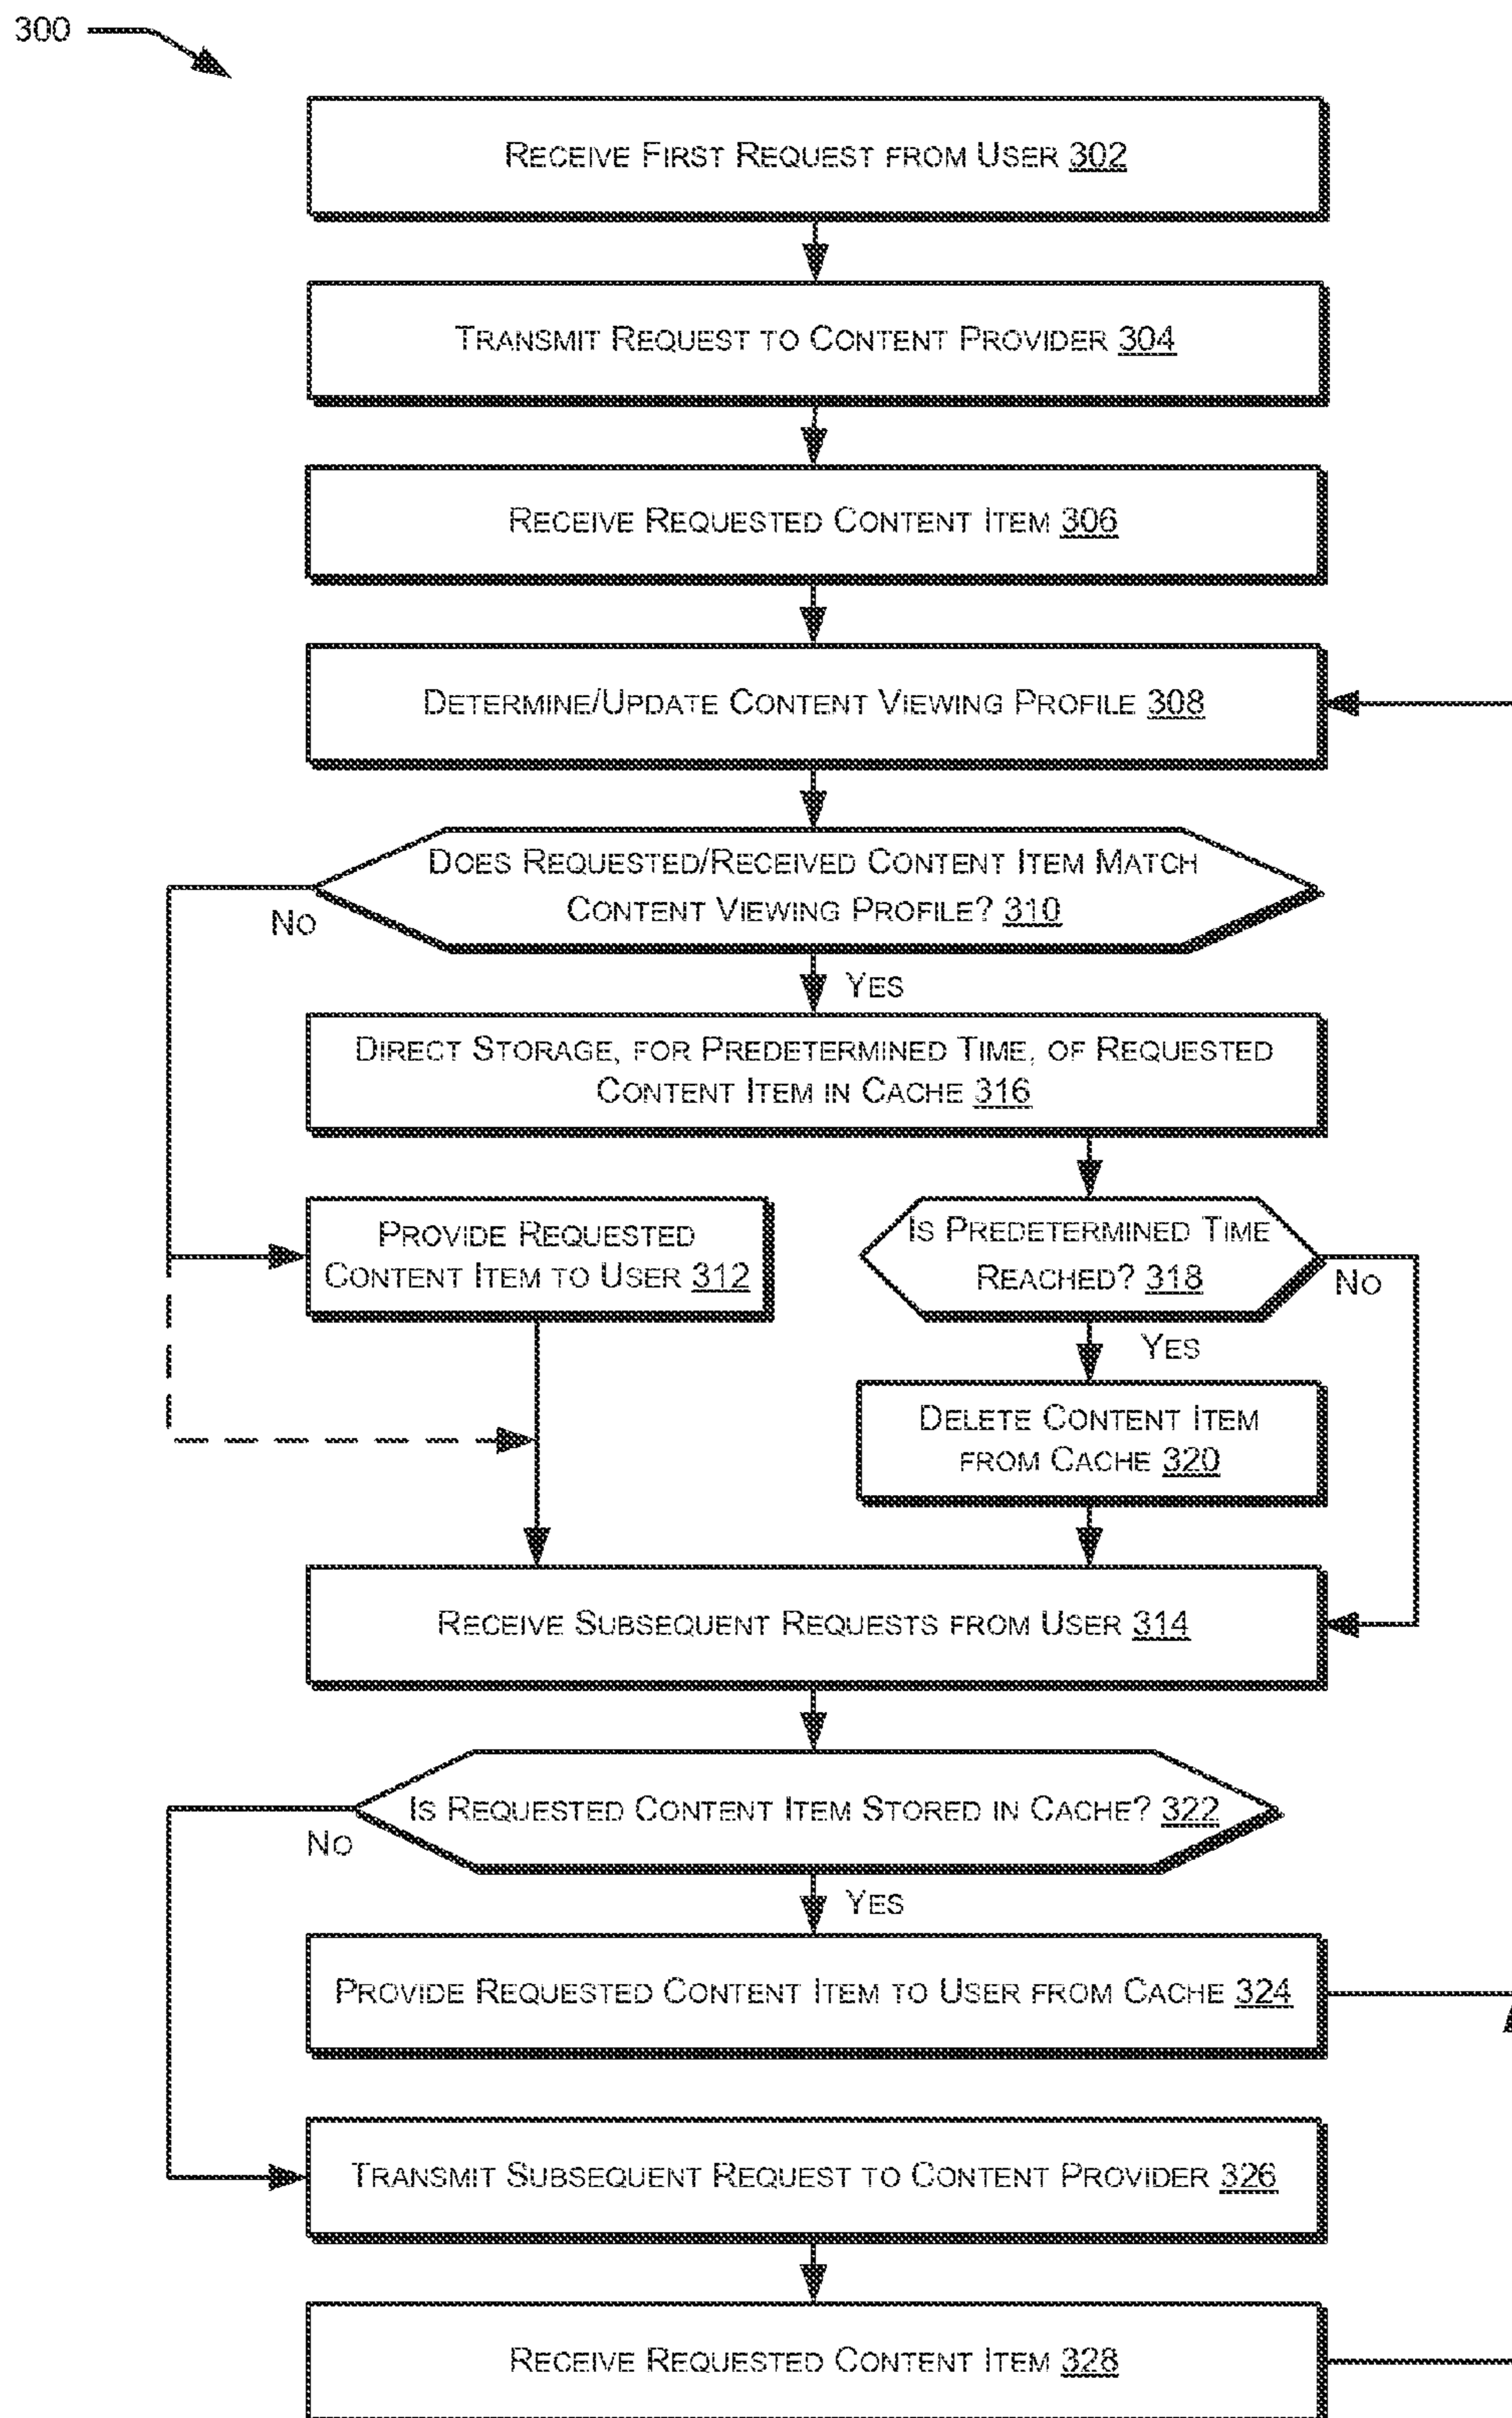 300
RECEIVE FIRST REQUEST FROM USER 302
TRANSMIT REQUEST TO CONTENT PROVIDER 304
RECEIVE REQUESTED CONTENT ITEM 306
DETERMINE/UPDATE CONTENT VIEWING PROFILE 308
DOES REQUESTED/RECEIVED CONTENT ITEM MATCH
CONTENT VIEWING PROFILE? 310
NO
YES
DIRECT STORAGE, FOR PREDETERMINED TIME, OF REQUESTED
CONTENT ITEM IN CACHE 316
PROVIDE REQUESTED
CONTENT ITEM TO USER 312
IS PREDETERMINED TIME
REACHED? 318
NO
YES
DELETE CONTENT ITEM
FROM CACHE 320
RECEIVE SUBSEQUENT REQUESTS FROM USER 314
IS REQUESTED CONTENT ITEM STORED IN CACHE? 322
NO
YES
PROVIDE REQUESTED CONTENT ITEM TO USER FROM CACHE 324
TRANSMIT SUBSEQUENT REQUEST TO CONTENT PROVIDER 326
RECEIVE REQUESTED CONTENT ITEM 328